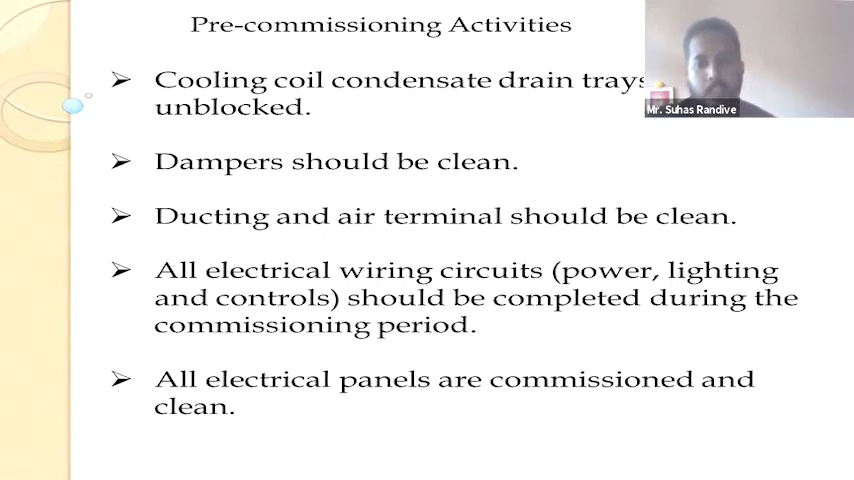 Pre-commissioning Activities
Cooling coil condensate drain trays
unblocked.
Mr. Suhas Randive
Dampers should be clean.
Ducting and air terminal should be clean.
All electrical wiring circuits (power, lighting
and controls) should be completed during the
commissioning period.
All electrical panels are commissioned and
clean.